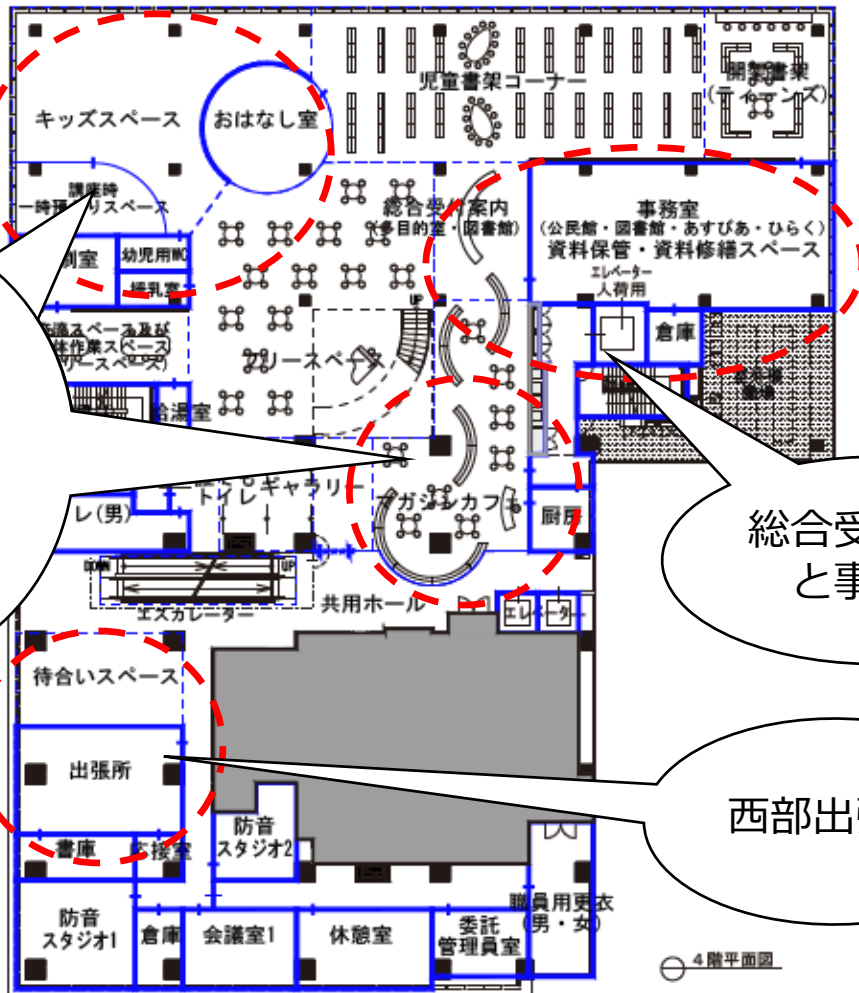 児童書架コーナー
開架書架
(ティーンズ)
キッズスペース
おはなし室
講座時
一時預かりスペース
総合受付案内
(多目的室・図書館)
事務室
(公民館・図書館・あすぴあ・ひらく)
資料保管・資料修繕スペース
エレベーター
人荷用
倉庫
幼児用WC
授乳室
UP
フリースペース
給湯室
トイレ
ギャラリー
マガジンカフェ
厨房
レ(男)
DOWN
UP
エスカレーター
共用ホール
エレベーター
総合受
と事
待合いスペース
出張所
書庫
応接室
防音
スタジオ2
西部出張
防音
スタジオ1
倉庫
会議室1
休憩室
委託
管理員室
職員用更衣
(男・女)
4階平面図